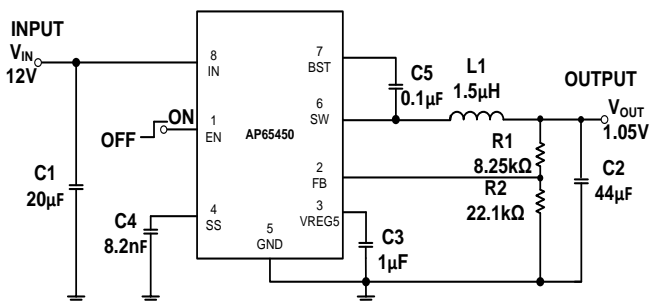 INPUT
VIN
12V
8
IN
7
BST
C5
0.1µF
L1
1.5µH
OUTPUT
VOUT
1.05V
6
SW
ON
OFF
1
EN
AP65450
R1
8.25kΩ
2
FB
C2
44µF
R2
22.1kΩ
C1
20µF
C4
8.2nF
4
SS
3
VREG5
5
GND
C3
1µF